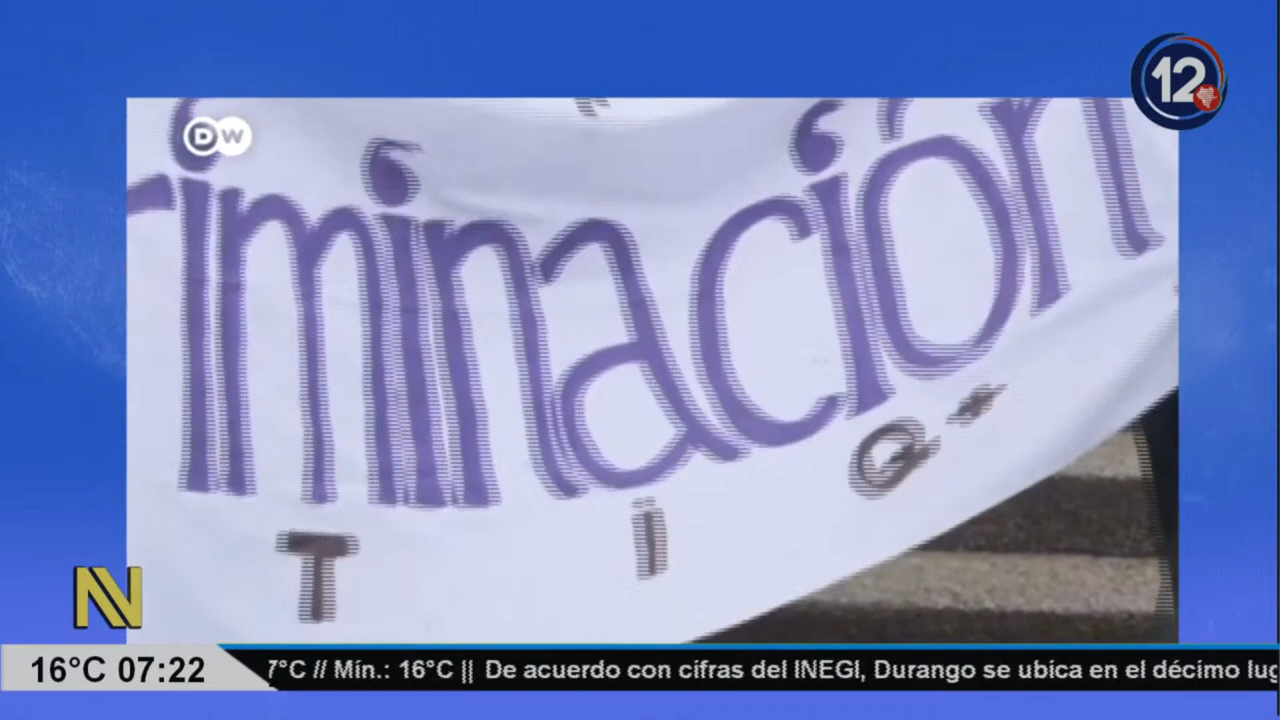 12
DW
riminación
T i Q+
N
16°C 07:22
7°C // Mín.: 16°C || De acuerdo con cifras del INEGI, Durango se ubica en el décimo lug